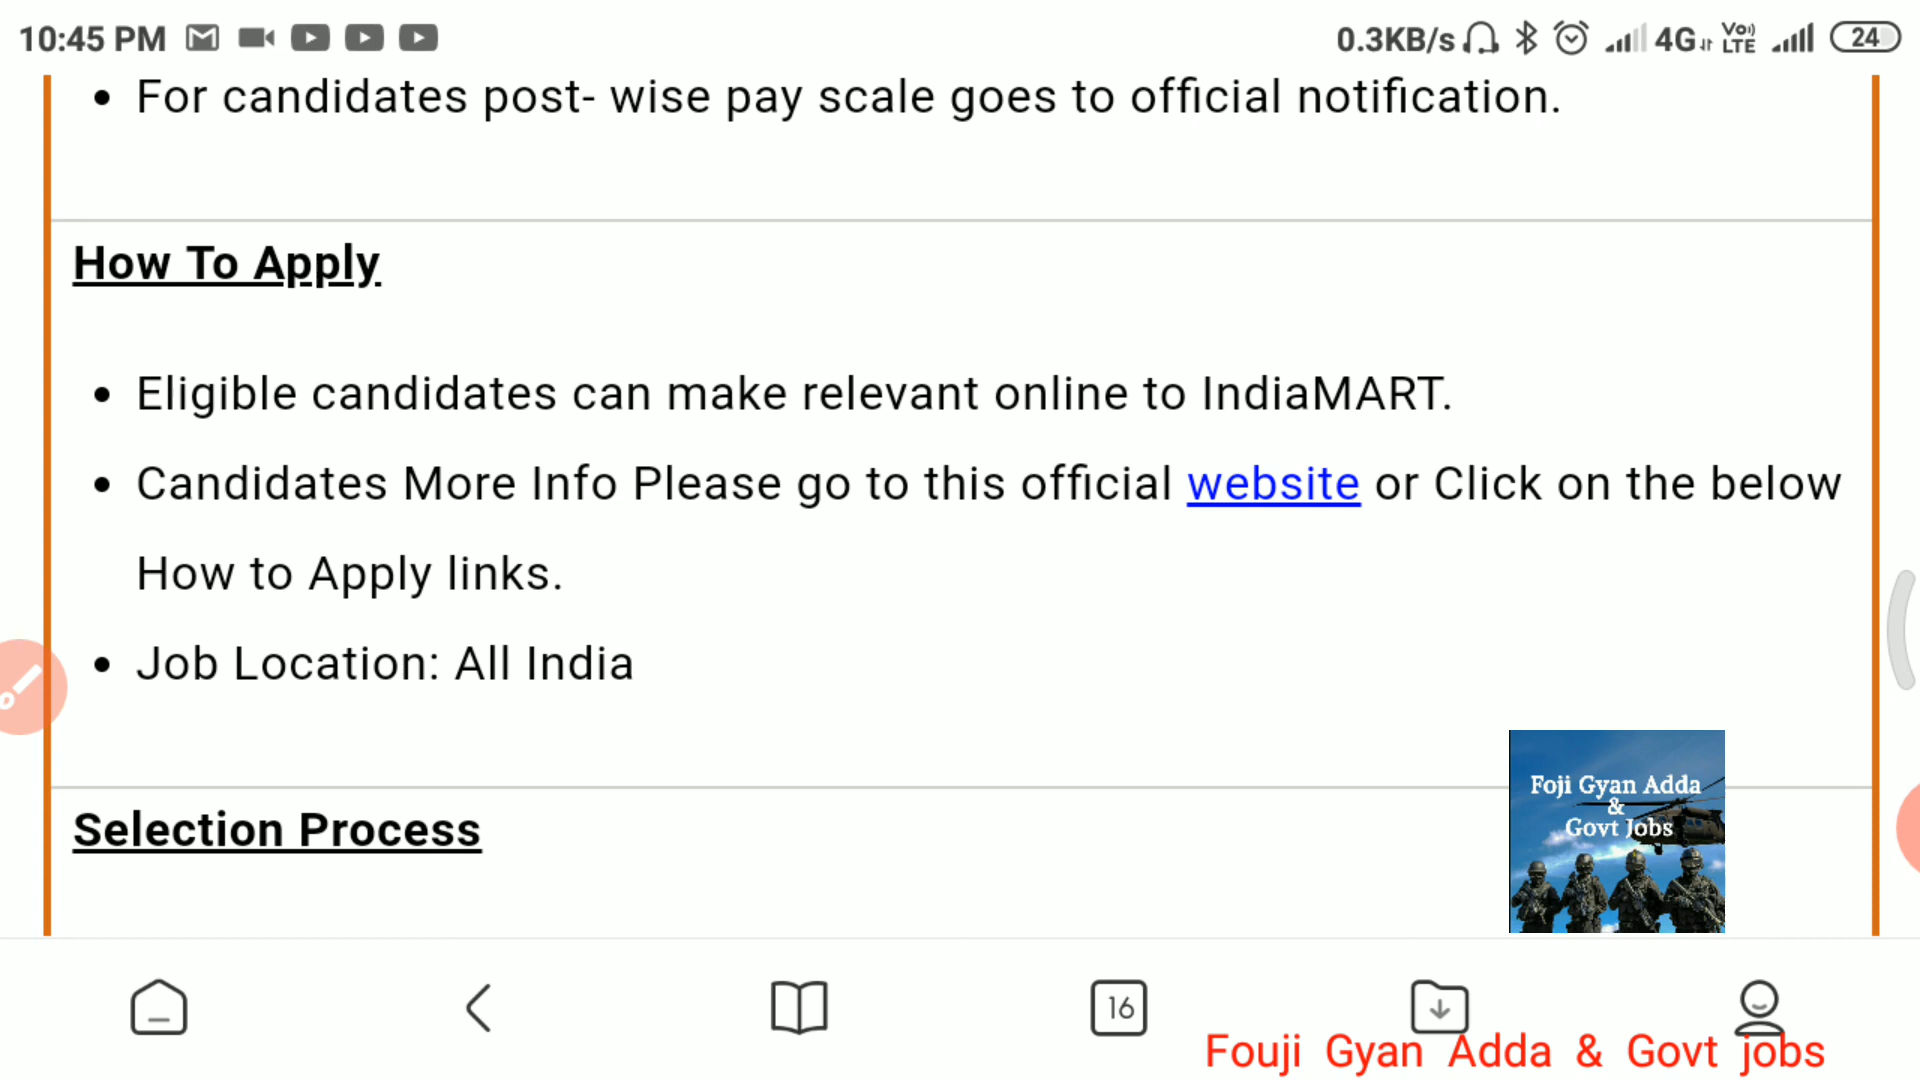 10:45 PM 0.3KB/s 4G VoLTE 24
For candidates post- wise pay scale goes to official notification.
How To Apply
Eligible candidates can make relevant online to IndiaMART.
Candidates More Info Please go to this official website or Click on the below
How to Apply links.
Job Location: All India
Selection Process
Foji Gyan Adda
&
Govt Jobs
16
Fouji Gyan Adda & Govt jobs